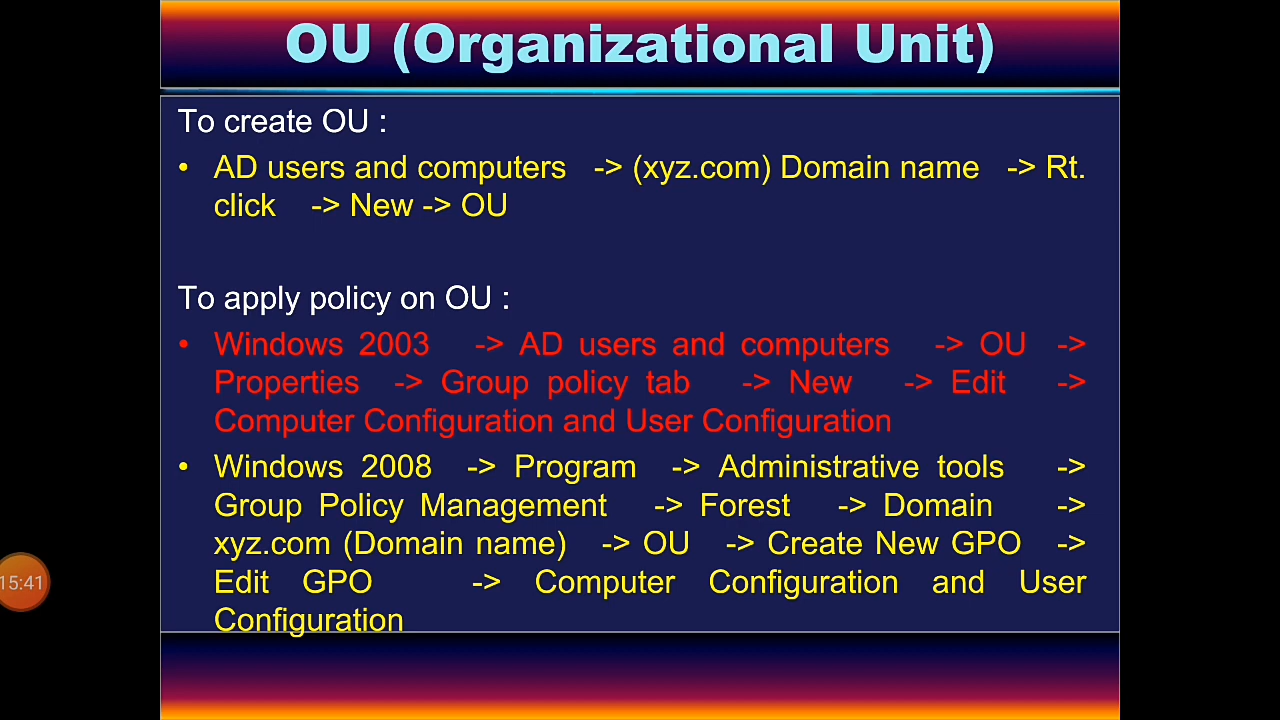 OU (Organizational Unit)
To create OU :
• AD users and computers -> (xyz.com) Domain name -> Rt.
click -> New -> OU
To apply policy on OU :
• Windows 2003 -> AD users and computers -> OU ->
Properties -> Group policy tab -> New -> Edit ->
Computer Configuration and User Configuration
• Windows 2008 -> Program -> Administrative tools ->
Group Policy Management -> Forest -> Domain ->
xyz.com (Domain name) -> OU -> Create New GPO ->
Edit GPO -> Computer Configuration and User
Configuration
15:41